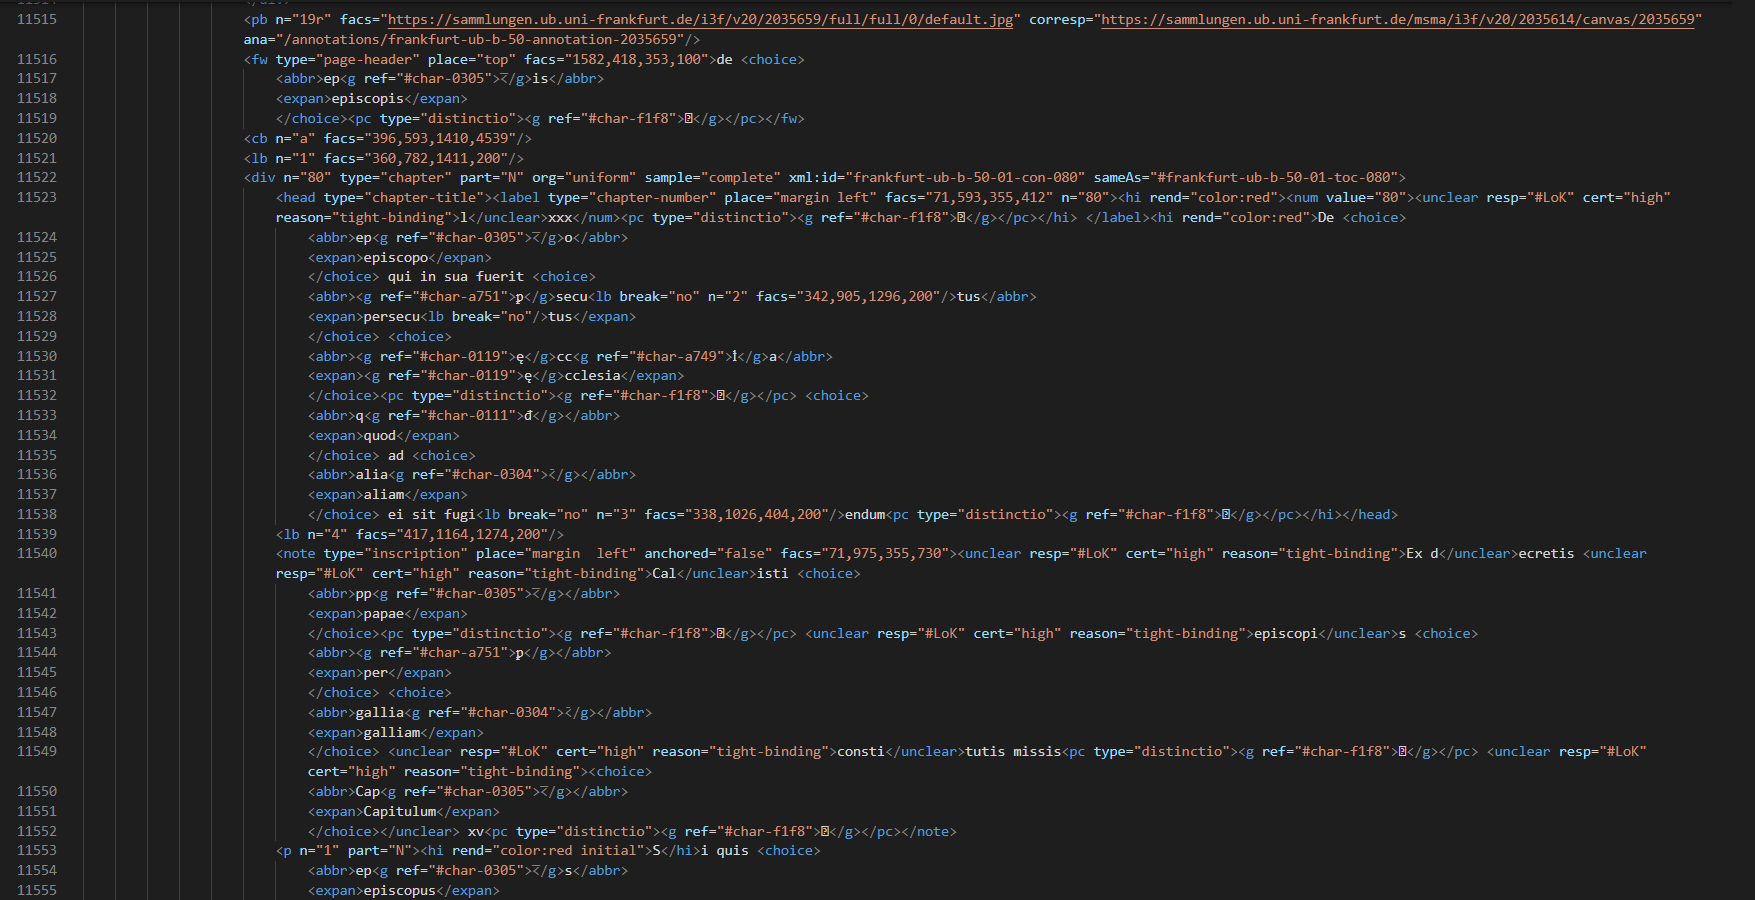 11515 <pb n="19r" facs="https://sammlungen.ub.uni-frankfurt.de/i3f/v20/2035659/full/full/0/default.jpg" corresp="https://sammlungen.ub.uni-frankfurt.de/msma/i3f/v20/2035614/canvas/2035659"
ana="/annotations/frankfurt-ub-b-50-annotation-2035659"/>
11516 <fw type="page-header" place="top" facs="1582,418,353,100">de <choice>
11517 <abbr>ep<g ref="#char-0305">̅</g>is</abbr>
11518 <expan>episcopis</expan>
11519 </choice><pc type="distinctio"><g ref="#char-f1f8"></g></pc></fw>
11520 <cb n="a" facs="396,593,1410,4539"/>
11521 <lb n="1" facs="360,782,1411,200"/>
11522 <div n="80" type="chapter" part="N" org="uniform" sample="complete" xml:id="frankfurt-ub-b-50-01-con-080" sameAs="#frankfurt-ub-b-50-01-toc-080">
11523 <head type="chapter-title"><label type="chapter-number" place="margin left" facs="71,593,355,412" n="80"><hi rend="color:red"><num value="80"><unclear resp="#LoK" cert="high"
reason="tight-binding">l</unclear>xxx</num><pc type="distinctio"><g ref="#char-f1f8"></g></pc></hi> </label><hi rend="color:red">De <choice>
11524 <abbr>ep<g ref="#char-0305">̅</g>o</abbr>
11525 <expan>episcopo</expan>
11526 </choice> qui in sua fuerit <choice>
11527 <abbr><g ref="#char-a751">ꝑ</g>secu<lb break="no" n="2" facs="342,905,1296,200"/>tus</abbr>
11528 <expan>persecu<lb break="no"/>tus</expan>
11529 </choice> <choice>
11530 <abbr><g ref="#char-0119">ę</g>cc<g ref="#char-a749">ꝉ</g>a</abbr>
11531 <expan><g ref="#char-0119">ę</g>cclesia</expan>
11532 </choice><pc type="distinctio"><g ref="#char-f1f8"></g></pc> <choice>
11533 <abbr>q<g ref="#char-0111">đ</g></abbr>
11534 <expan>quod</expan>
11535 </choice> ad <choice>
11536 <abbr>alia<g ref="#char-0304">̄</g></abbr>
11537 <expan>aliam</expan>
11538 </choice> ei sit fugi<lb break="no" n="3" facs="338,1026,404,200"/>endum<pc type="distinctio"><g ref="#char-f1f8"></g></pc></hi></head>
11539 <lb n="4" facs="417,1164,1274,200"/>
11540 <note type="inscription" place="margin  left" anchored="false" facs="71,975,355,730"><unclear resp="#LoK" cert="high" reason="tight-binding">Ex d</unclear>ecretis <unclear
resp="#LoK" cert="high" reason="tight-binding">Cal</unclear>isti <choice>
11541 <abbr>pp<g ref="#char-0305">̅</g></abbr>
11542 <expan>papae</expan>
11543 </choice><pc type="distinctio"><g ref="#char-f1f8"></g></pc> <unclear resp="#LoK" cert="high" reason="tight-binding">episcopi</unclear>s <choice>
11544 <abbr><g ref="#char-a751">ꝑ</g></abbr>
11545 <expan>per</expan>
11546 </choice> <choice>
11547 <abbr>gallia<g ref="#char-0304">̄</g></abbr>
11548 <expan>galliam</expan>
11549 </choice> <unclear resp="#LoK" cert="high" reason="tight-binding">consti</unclear>tutis missis<pc type="distinctio"><g ref="#char-f1f8"></g></pc> <unclear resp="#LoK"
cert="high" reason="tight-binding"><choice>
11550 <abbr>Cap<g ref="#char-0305">̅</g></abbr>
11551 <expan>Capitulum</expan>
11552 </choice></unclear> xv<pc type="distinctio"><g ref="#char-f1f8"></g></pc></note>
11553 <p n="1" part="N"><hi rend="color:red initial">S</hi>i quis <choice>
11554 <abbr>ep<g ref="#char-0305">̅</g>s</abbr>
11555 <expan>episcopus</expan>